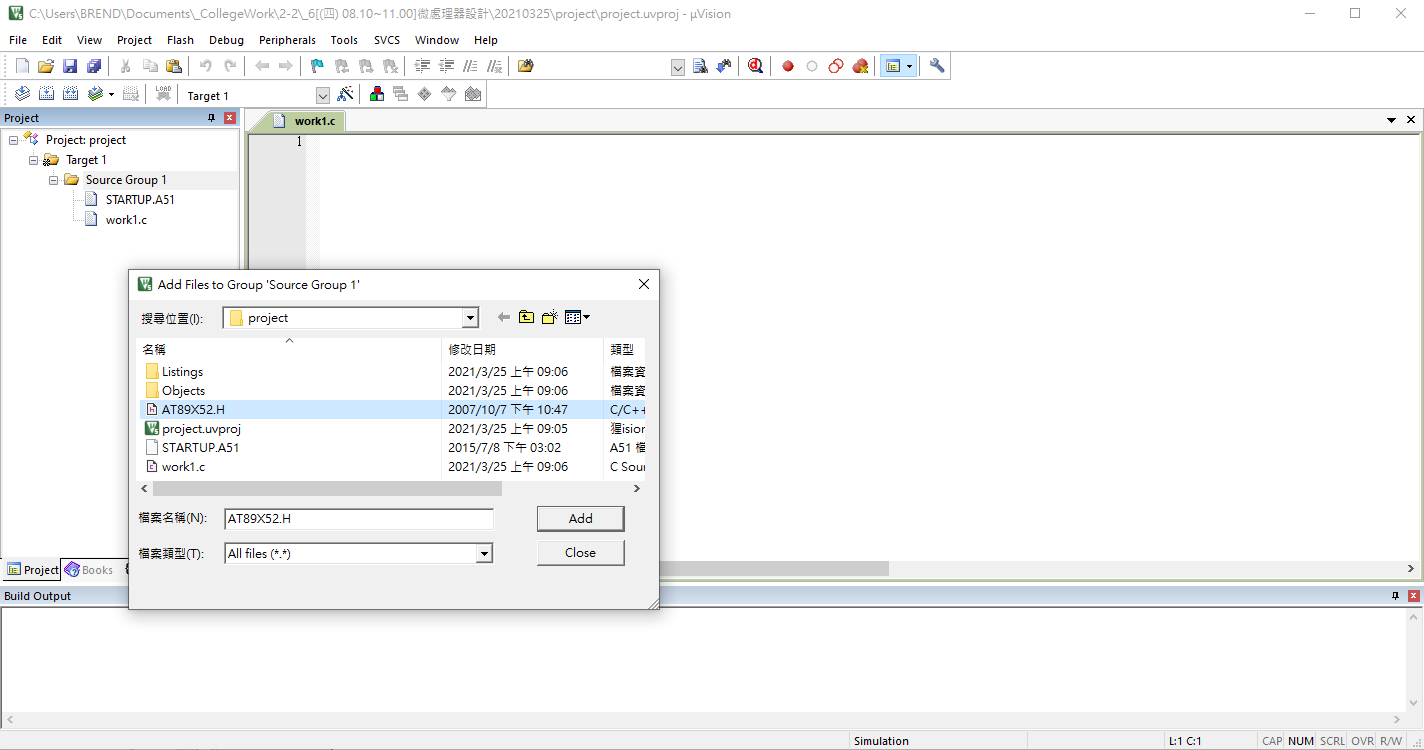 C:\Users\BREND\Documents\_CollegeWork\2-2\_6[(四) 08.10~11.00]微處理器設計\20210325\project\project.uvproj - µVision
File Edit View Project Flash Debug Peripherals Tools SVCS Window Help
LOAD Target 1
Project
work1.c
Project: project
1
Target 1
Source Group 1
STARTUP.A51
work1.c
Add Files to Group 'Source Group 1'
搜尋位置(I): project
名稱 修改日期 類型
Listings 2021/3/25 上午 09:06 檔案資
Objects 2021/3/25 上午 09:06 檔案資
AT89X52.H 2007/10/7 下午 10:47 C/C++
project.uvproj 2021/3/25 上午 09:05 猩ision
STARTUP.A51 2015/7/8 下午 03:02 A51 檔
work1.c 2021/3/25 上午 09:06 C Sour
檔案名稱(N): AT89X52.H Add
檔案類型(T): All files (*.*) Close
Project Books
Build Output
Simulation L:1 C:1 CAP NUM SCRL OVR R/W